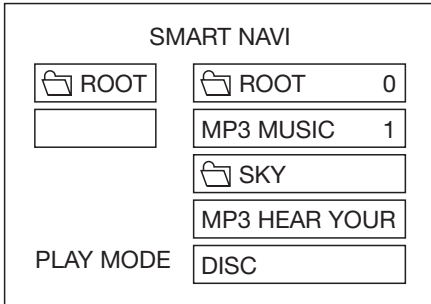 SMART NAVI
ROOT ROOT 0
MP3 MUSIC 1
SKY
MP3 HEAR YOUR
PLAY MODE DISC